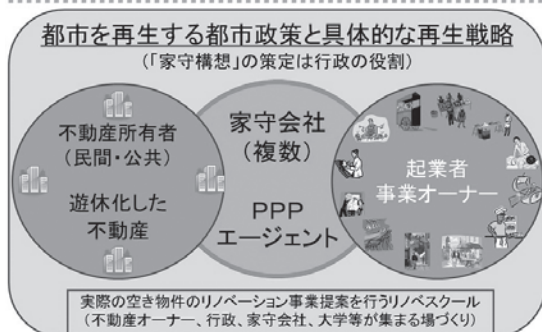 都市を再生する都市政策と具体的な再生戦略
(「家守構想」の策定は行政の役割)
不動産所有者
(民間・公共)
遊休化した
不動産
家守会社
(複数)
PPP
エージェント
起業者
事業オーナー
実際の空き物件のリノベーション事業提案を行うリノベスクール
(不動産オーナー、行政、家守会社、大学等が集まる場づくり)